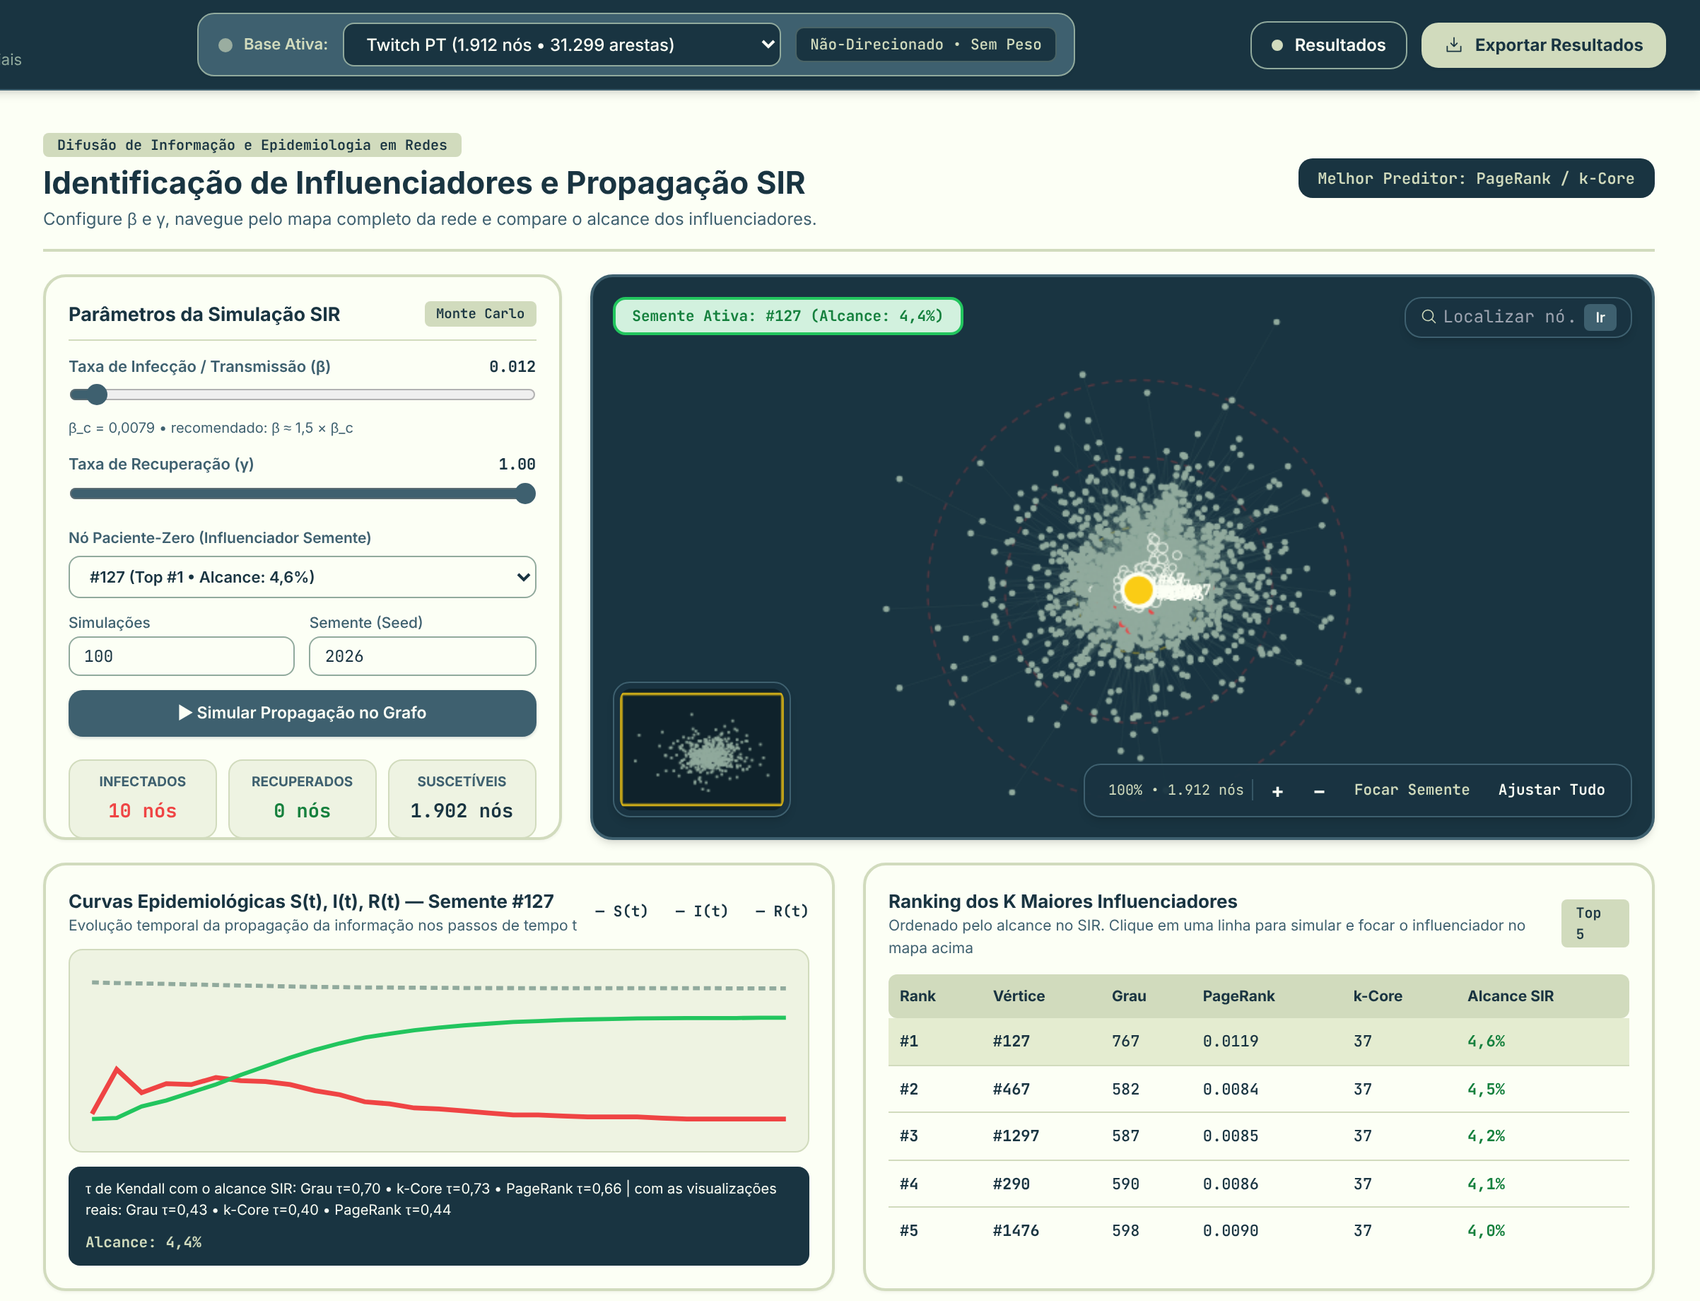 iais
Base Ativa:
Twitch PT (1.912 nós • 31.299 arestas)
Não-Direcionado • Sem Peso
Resultados
Exportar Resultados
Difusão de Informação e Epidemiologia em Redes
Identificação de Influenciadores e Propagação SIR
Configure β e γ, navegue pelo mapa completo da rede e compare o alcance dos influenciadores.
Melhor Preditor: PageRank / k-Core
Parâmetros da Simulação SIR
Monte Carlo
Taxa de Infecção / Transmissão (β)
0.012
β_c = 0,0079 • recomendado: β ≈ 1,5 × β_c
Taxa de Recuperação (γ)
1.00
Nó Paciente-Zero (Influenciador Semente)
#127 (Top #1 • Alcance: 4,6%)
Simulações
Semente (Seed)
100
2026
▶ Simular Propagação no Grafo
INFECTADOS
10 nós
RECUPERADOS
0 nós
SUSCETÍVEIS
1.902 nós
Semente Ativa: #127 (Alcance: 4,4%)
Localizar nó.
Ir
100% • 1.912 nós
+
−
Focar Semente
Ajustar Tudo
Curvas Epidemiológicas S(t), I(t), R(t) — Semente #127
Evolução temporal da propagação da informação nos passos de tempo t
— S(t)
— I(t)
— R(t)
τ de Kendall com o alcance SIR: Grau τ=0,70 • k-Core τ=0,73 • PageRank τ=0,66 | com as visualizações
reais: Grau τ=0,43 • k-Core τ=0,40 • PageRank τ=0,44
Alcance: 4,4%
Ranking dos K Maiores Influenciadores
Ordenado pelo alcance no SIR. Clique em uma linha para simular e focar o influenciador no
mapa acima
Top
5
Rank Vértice Grau PageRank k-Core Alcance SIR
#1 #127 767 0.0119 37 4,6%
#2 #467 582 0.0084 37 4,5%
#3 #1297 587 0.0085 37 4,2%
#4 #290 590 0.0086 37 4,1%
#5 #1476 598 0.0090 37 4,0%